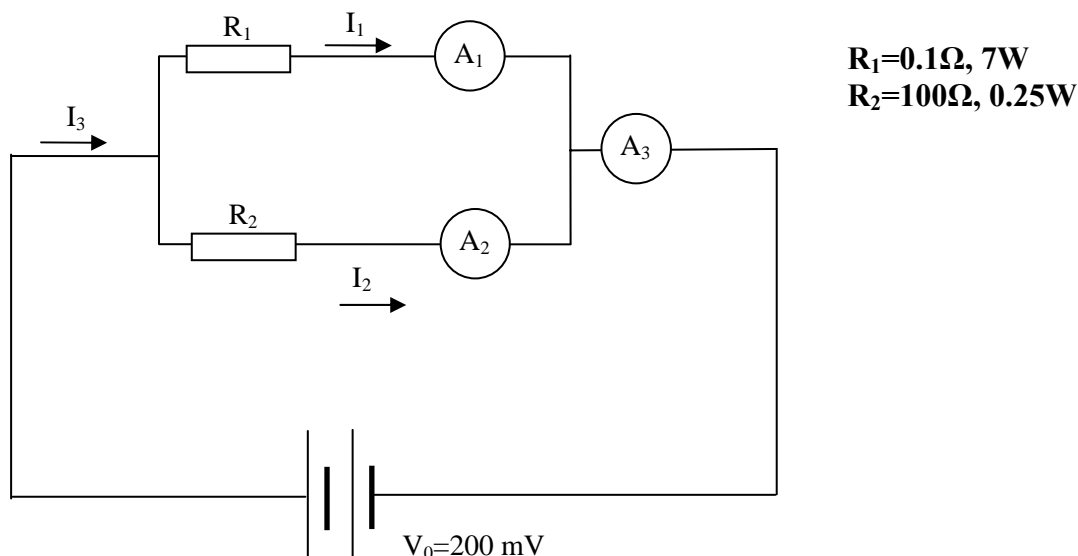 R₁
I₁
A₁
R₁=0.1Ω, 7W
R₂=100Ω, 0.25W
I₃
A₃
R₂
A₂
I₂
V₀=200 mV